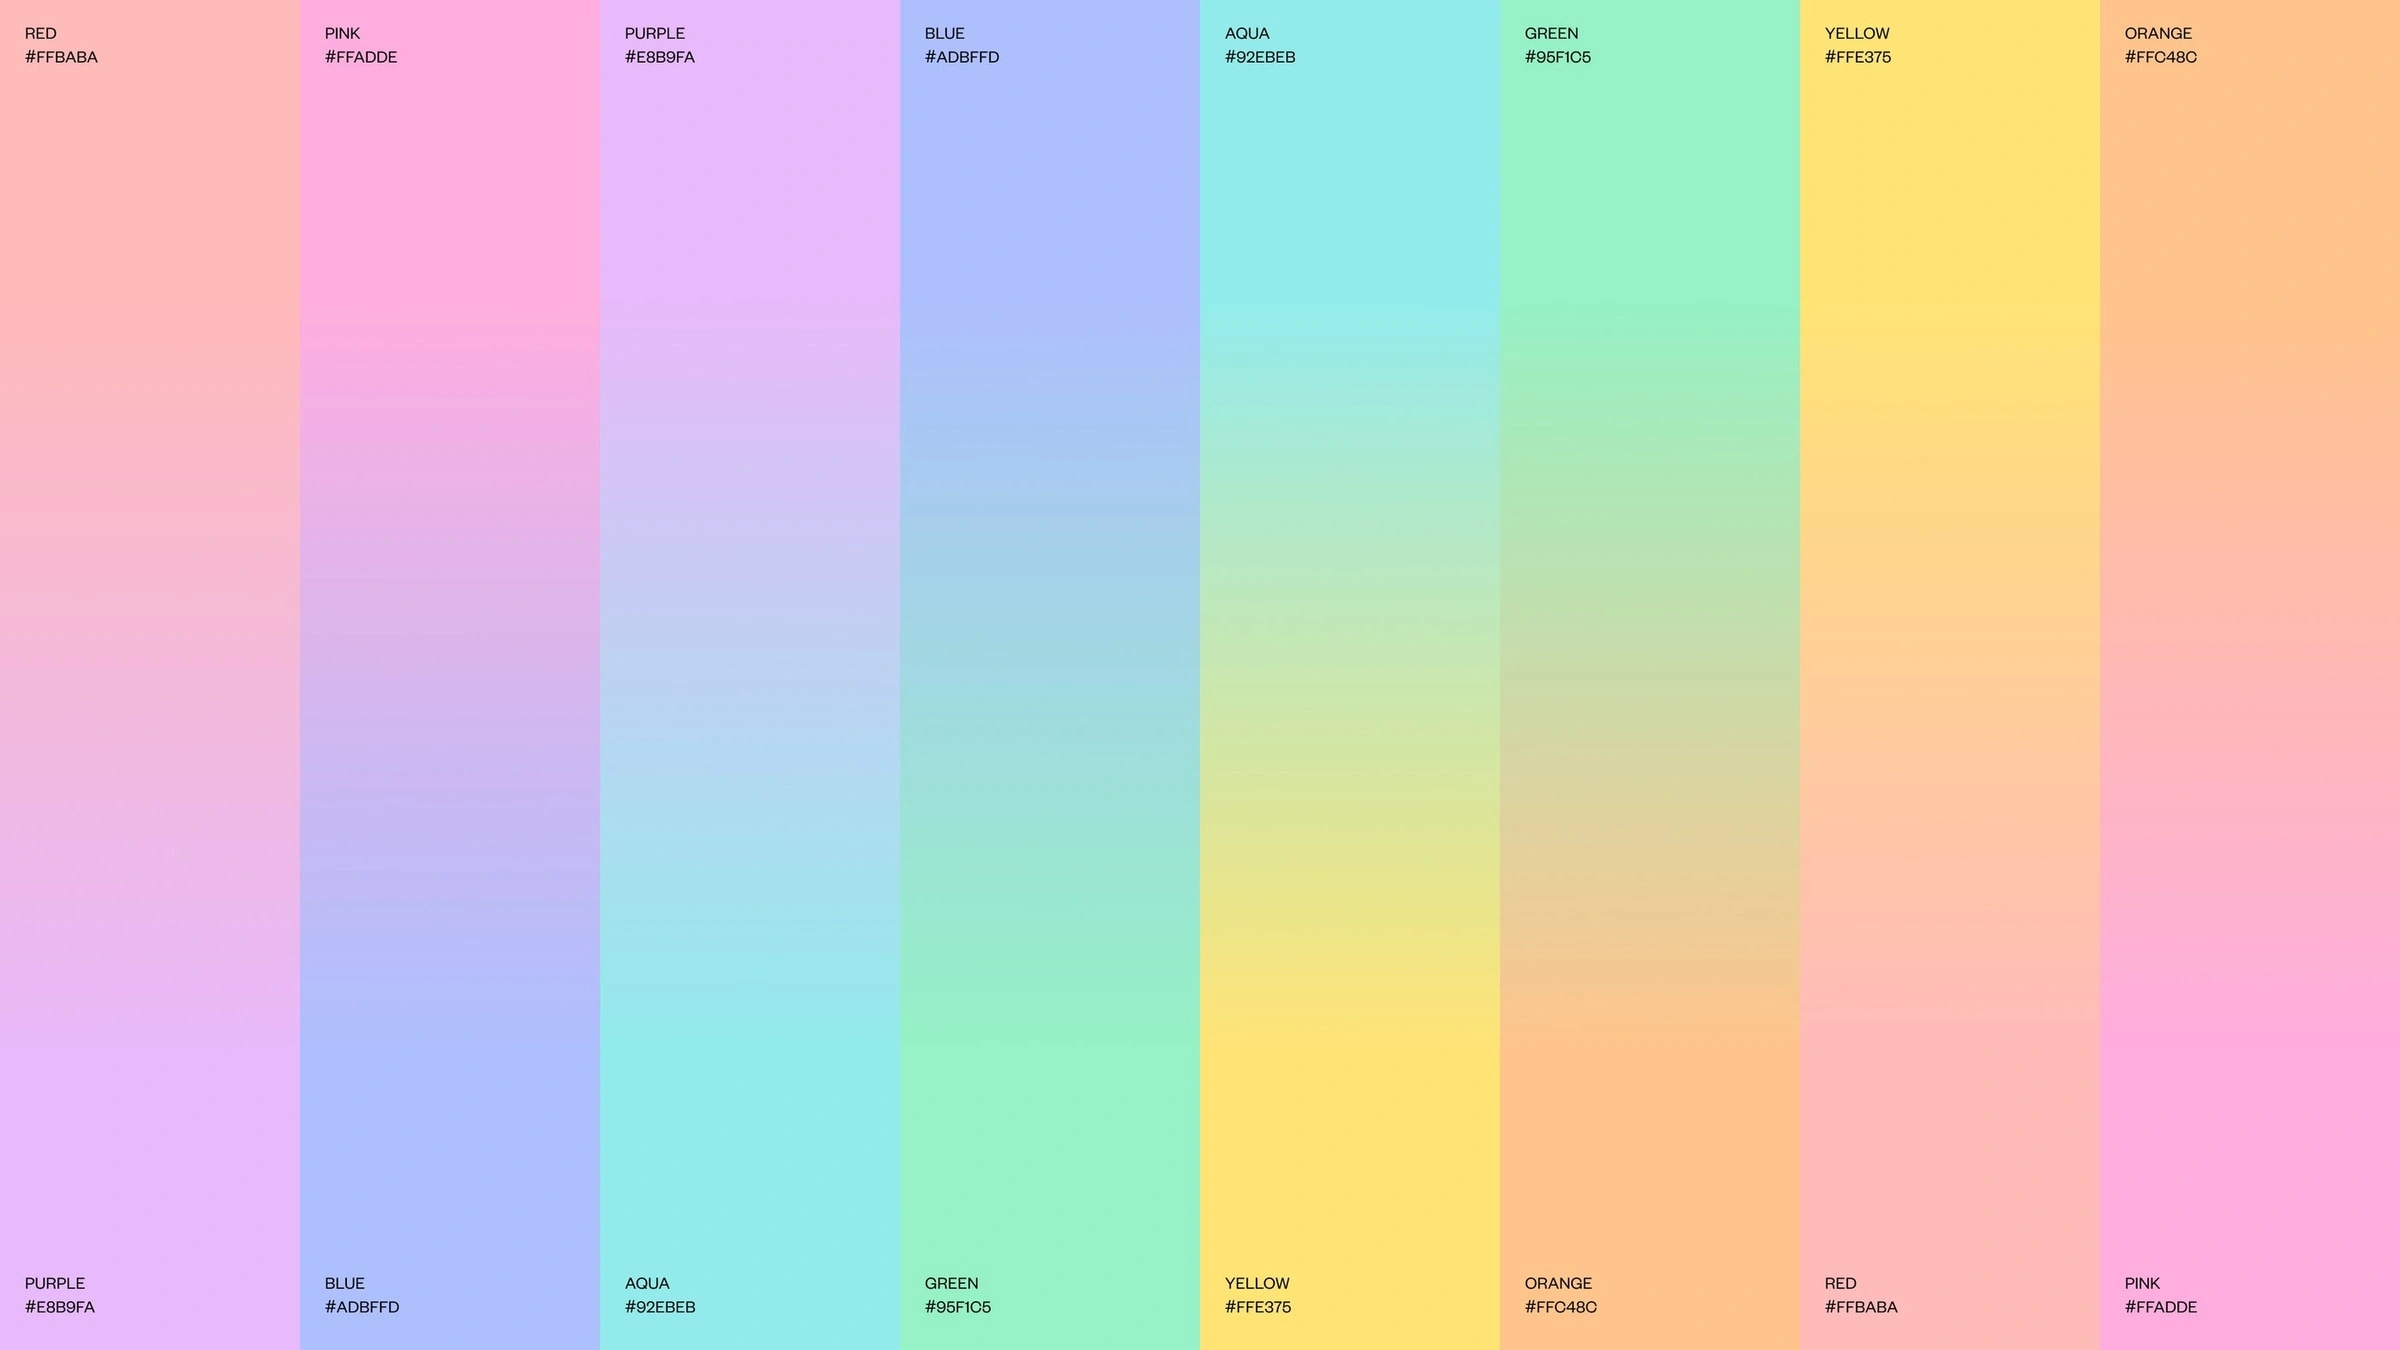 RED
#FFBABA
PINK
#FFADDE
PURPLE
#E8B9FA
BLUE
#ADBFFD
AQUA
#92EBEB
GREEN
#95F1C5
YELLOW
#FFE375
ORANGE
#FFC48C
PURPLE
#E8B9FA
BLUE
#ADBFFD
AQUA
#92EBEB
GREEN
#95F1C5
YELLOW
#FFE375
ORANGE
#FFC48C
RED
#FFBABA
PINK
#FFADDE